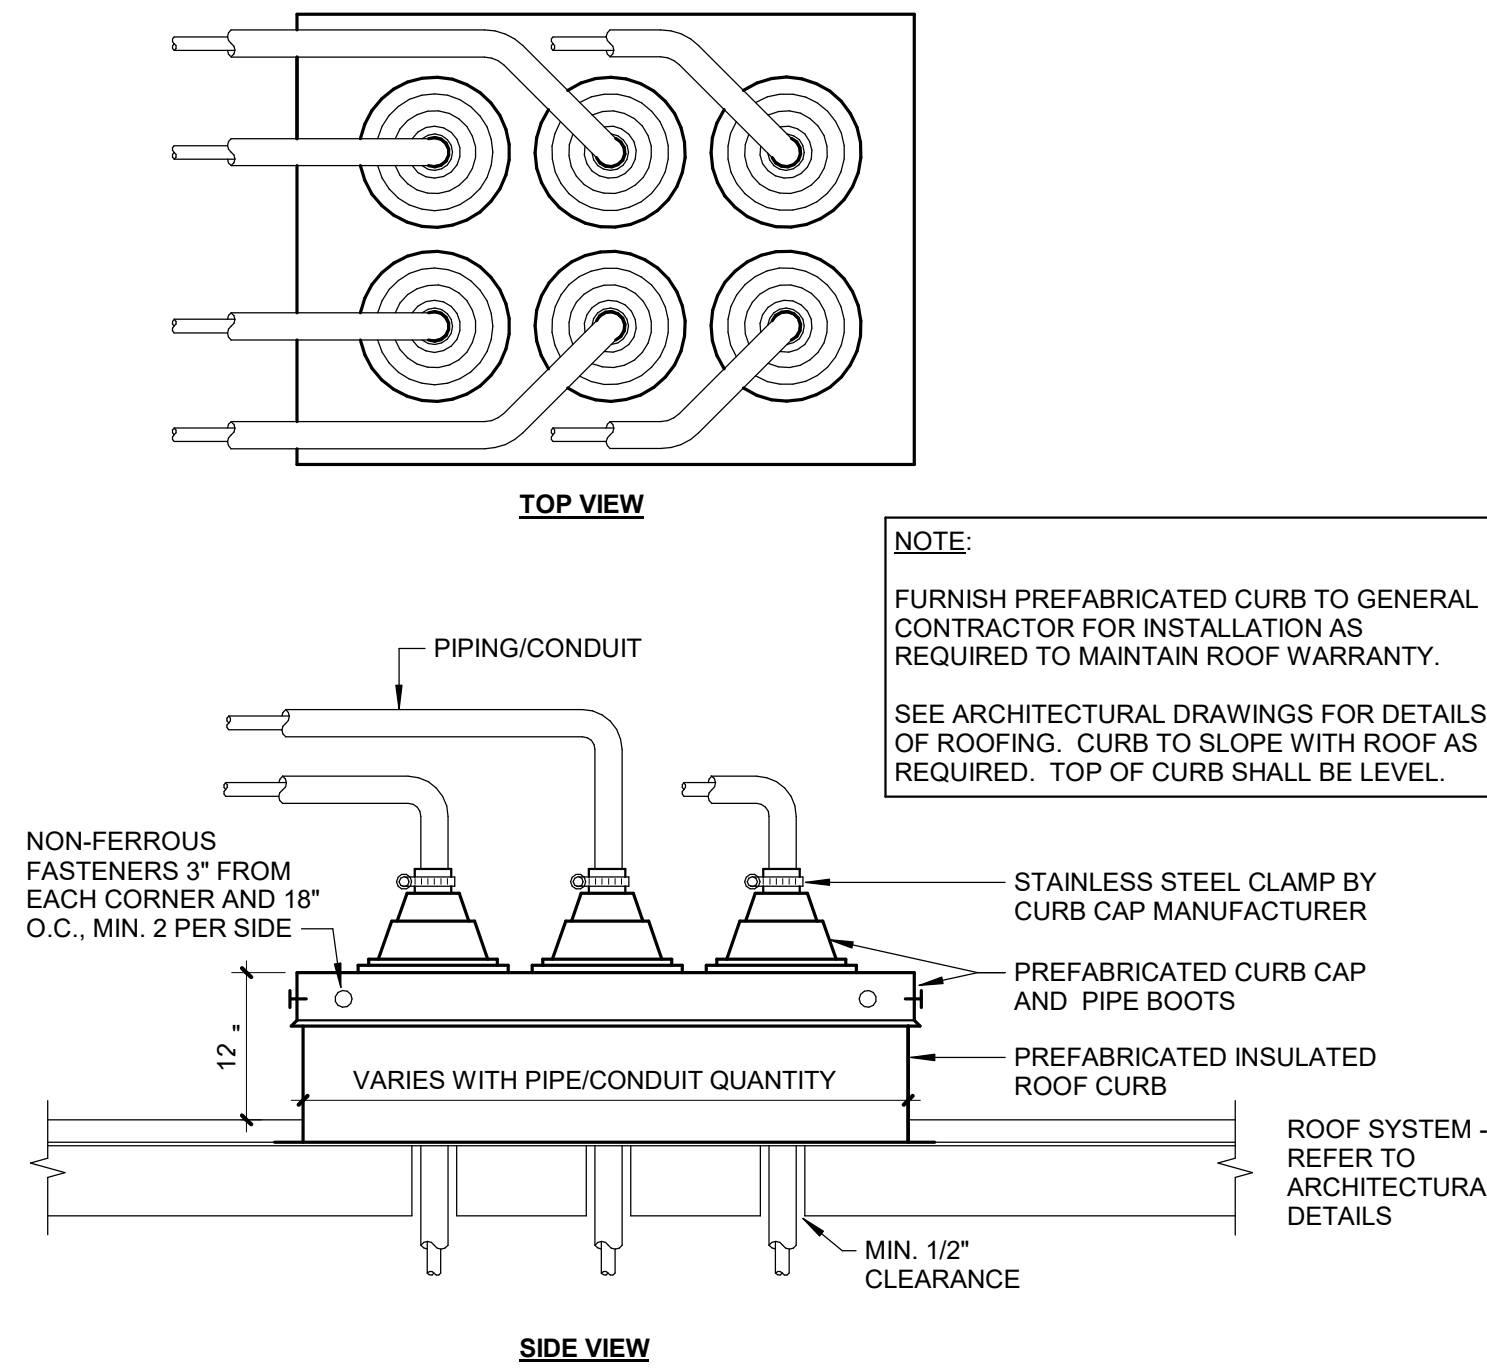 TOP VIEW
NOTE:
FURNISH PREFABRICATED CURB TO GENERAL
CONTRACTOR FOR INSTALLATION AS
REQUIRED TO MAINTAIN ROOF WARRANTY.
SEE ARCHITECTURAL DRAWINGS FOR DETAILS
OF ROOFING. CURB TO SLOPE WITH ROOF AS
REQUIRED. TOP OF CURB SHALL BE LEVEL.
PIPING/CONDUIT
NON-FERROUS
FASTENERS 3" FROM
EACH CORNER AND 18"
O.C., MIN. 2 PER SIDE
STAINLESS STEEL CLAMP BY
CURB CAP MANUFACTURER
PREFABRICATED CURB CAP
AND PIPE BOOTS
12 "
PREFABRICATED INSULATED
ROOF CURB
VARIES WITH PIPE/CONDUIT QUANTITY
ROOF SYSTEM -
REFER TO
ARCHITECTURA
DETAILS
MIN. 1/2"
CLEARANCE
SIDE VIEW